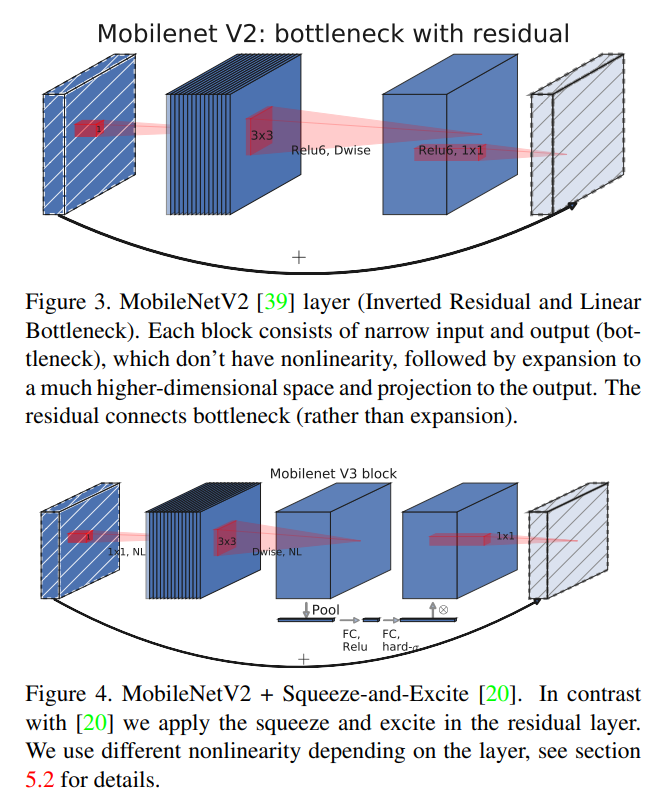 Mobilenet V2: bottleneck with residual
3x3
Relu6, Dwise
Relu6, 1x1
+
Figure 3. MobileNetV2 [39] layer (Inverted Residual and Linear
Bottleneck). Each block consists of narrow input and output (bot-
tleneck), which don't have nonlinearity, followed by expansion to
a much higher-dimensional space and projection to the output. The
residual connects bottleneck (rather than expansion).
Mobilenet V3 block
1x1, NL
3x3
Dwise, NL
1x1
Pool
⊗
FC,
Relu
FC,
hard-σ
+
Figure 4. MobileNetV2 + Squeeze-and-Excite [20]. In contrast
with [20] we apply the squeeze and excite in the residual layer.
We use different nonlinearity depending on the layer, see section
5.2 for details.